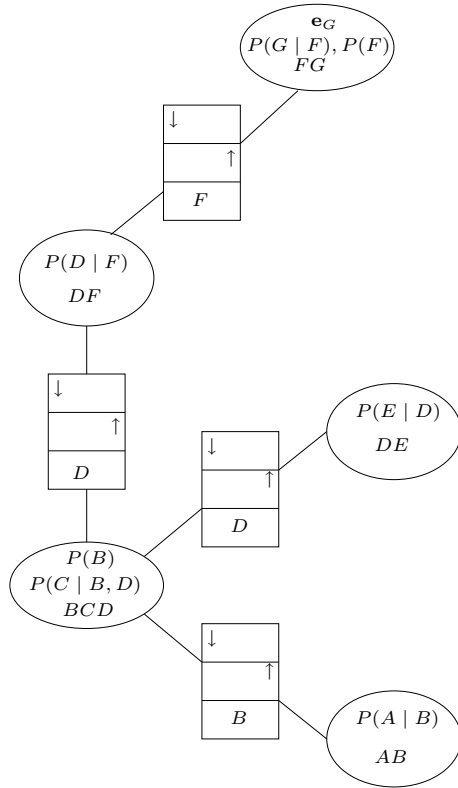 e_G
P(G | F), P(F)
FG
↓
↑
F
P(D | F)
DF
↓
↑
D
P(E | D)
DE
↓
↑
D
P(B)
P(C | B, D)
BCD
↓
↑
B
P(A | B)
AB